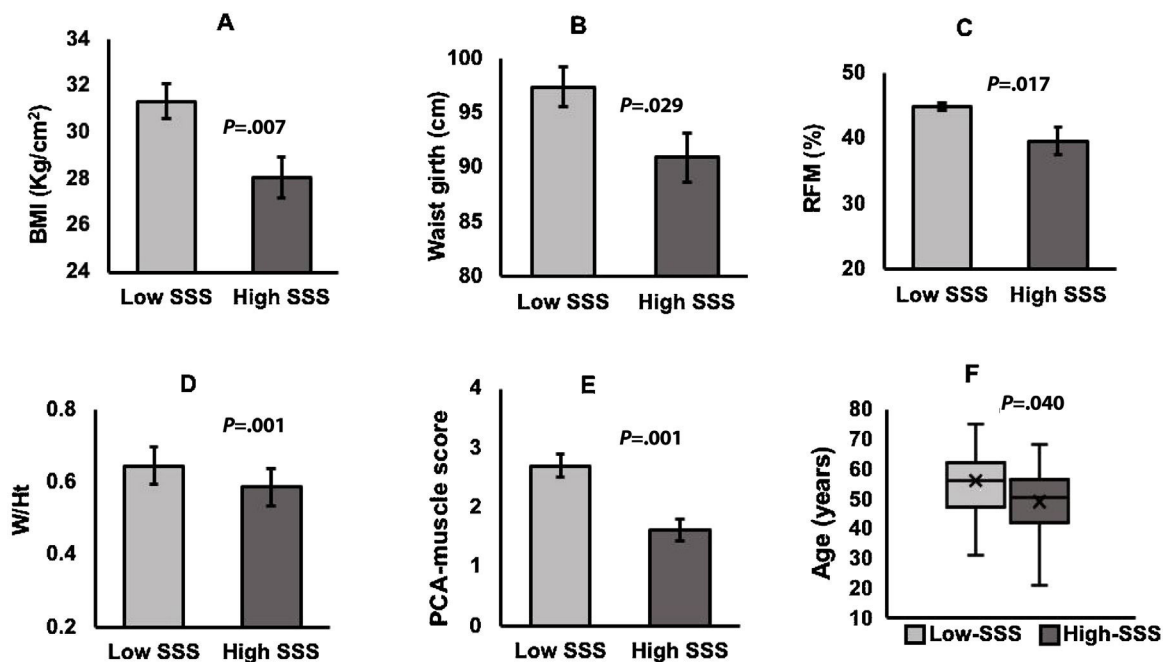 A
BMI (Kg/cm²)
34
32
30
28
26
24
P=.007
Low SSS High SSS
B
Waist girth (cm)
100
95
90
85
80
P=.029
Low SSS High SSS
C
RFM (%)
50
40
30
20
P=.017
Low SSS High SSS
D
W/Ht
0.8
0.6
0.4
0.2
P=.001
Low SSS High SSS
E
PCA-muscle score
4
3
2
1
0
P=.001
Low SSS High SSS
F
Age (years)
80
70
60
50
40
30
20
10
P=.040
Low-SSS High-SSS